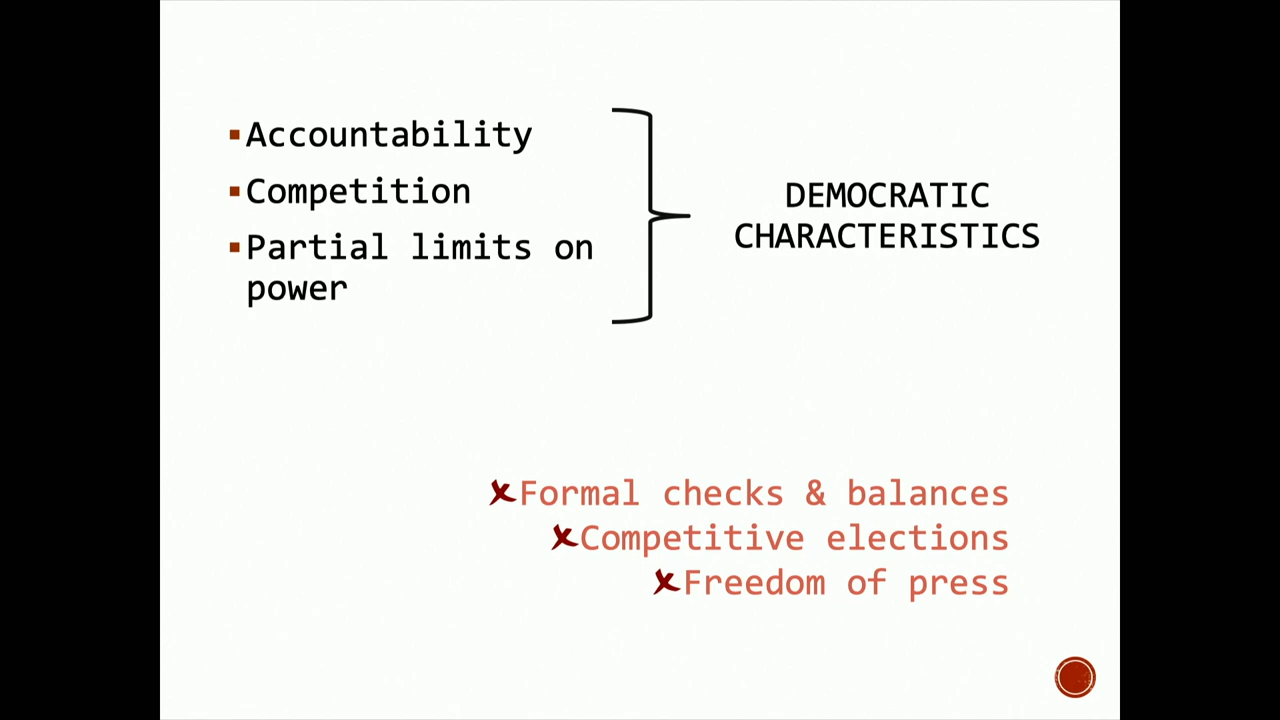 ▪Accountability
▪Competition
▪Partial limits on
power
DEMOCRATIC
CHARACTERISTICS
✘Formal checks & balances
✘Competitive elections
✘Freedom of press